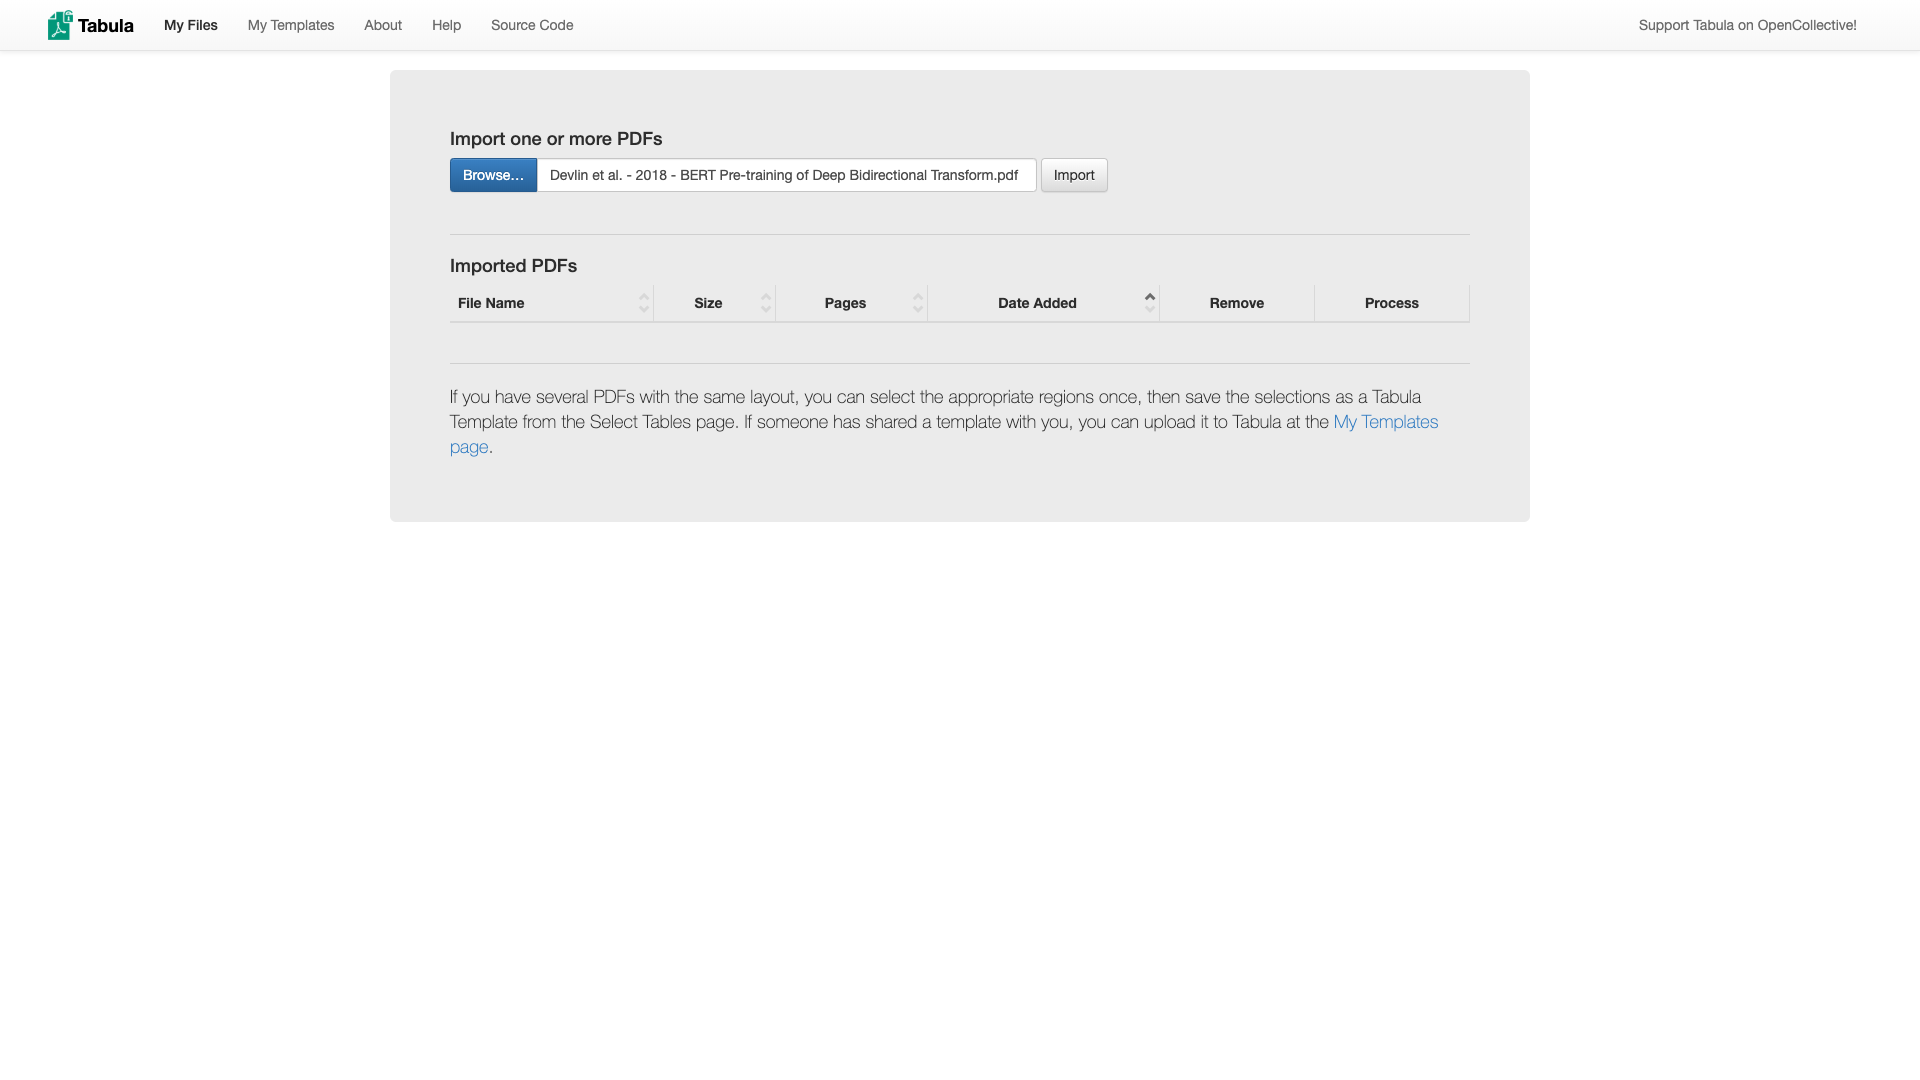 Tabula My Files My Templates About Help Source Code Support Tabula on OpenCollective!
Import one or more PDFs
Browse... Devlin et al. - 2018 - BERT Pre-training of Deep Bidirectional Transform.pdf Import
Imported PDFs
File Name Size Pages Date Added Remove Process
If you have several PDFs with the same layout, you can select the appropriate regions once, then save the selections as a Tabula
Template from the Select Tables page. If someone has shared a template with you, you can upload it to Tabula at the My Templates
page.